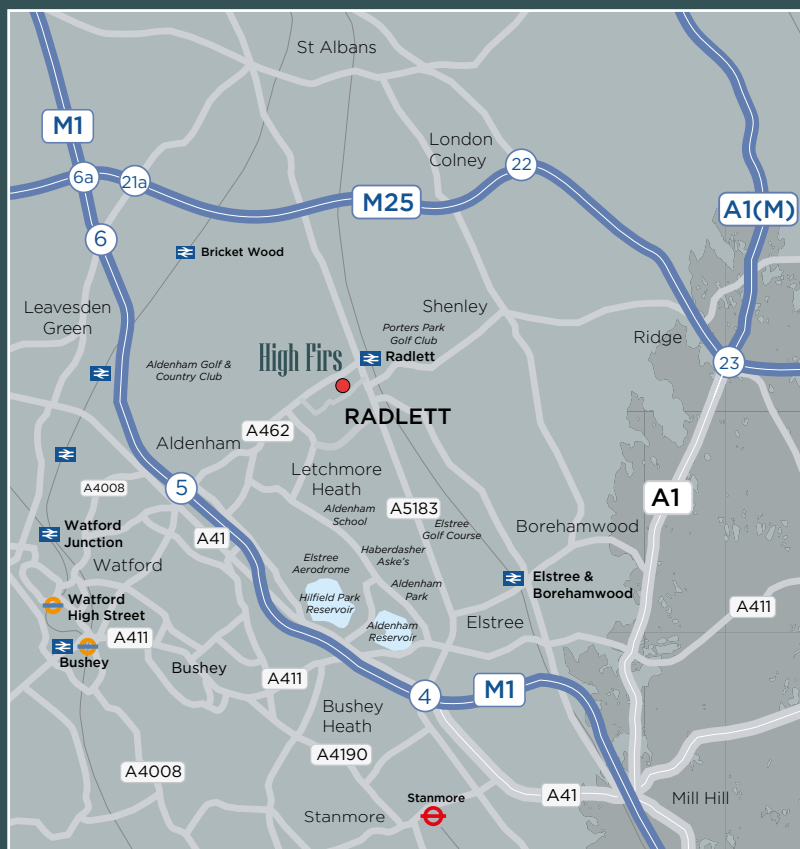 St Albans
M1
London
Colney
22
6a
21a
M25
A1(M)
6
Bricket Wood
Leavesden
Green
Shenley
Porters Park
Golf Club
Ridge
High Firs
Radlett
Aldenham Golf &
Country Club
23
RADLETT
A462
Aldenham
Letchmore
Heath
A4008
5
A1
Aldenham
School
A5183
Elstree
Golf Course
Borehamwood
Watford
Junction
A41
Haberdasher
Aske's
Watford
Elstree
Aerodrome
Aldenham
Park
Elstree &
Borehamwood
Hilfield Park
Reservoir
Watford
High Street
A411
Aldenham
Reservoir
Elstree
A411
Bushey
Bushey
A411
4
M1
Bushey
Heath
A4190
A4008
Stanmore
A41
Mill Hill
Stanmore